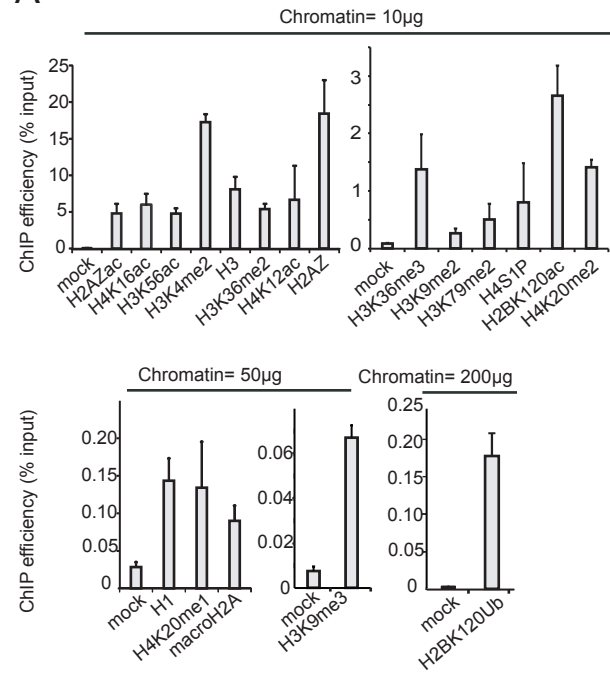 A
Chromatin= 10µg
ChIP efficiency (% input)
25
20
15
10
5
0
mock
H2AZac
H4K16ac
H3K56ac
H3K4me2
H3
H3K36me2
H4K12ac
H2AZ
3
2
1
0
mock
H3K36me3
H3K9me2
H3K79me2
H4S1P
H2BK120ac
H4K20me2
Chromatin= 50µg
Chromatin= 200µg
ChIP efficiency (% input)
0.20
0.15
0.10
0.05
0
mock
H1
H4K20me1
macroH2A
0.06
0.04
0.02
0
mock
H3K9me3
0.25
0.20
0.15
0.10
0.05
0
mock
H2BK120Ub